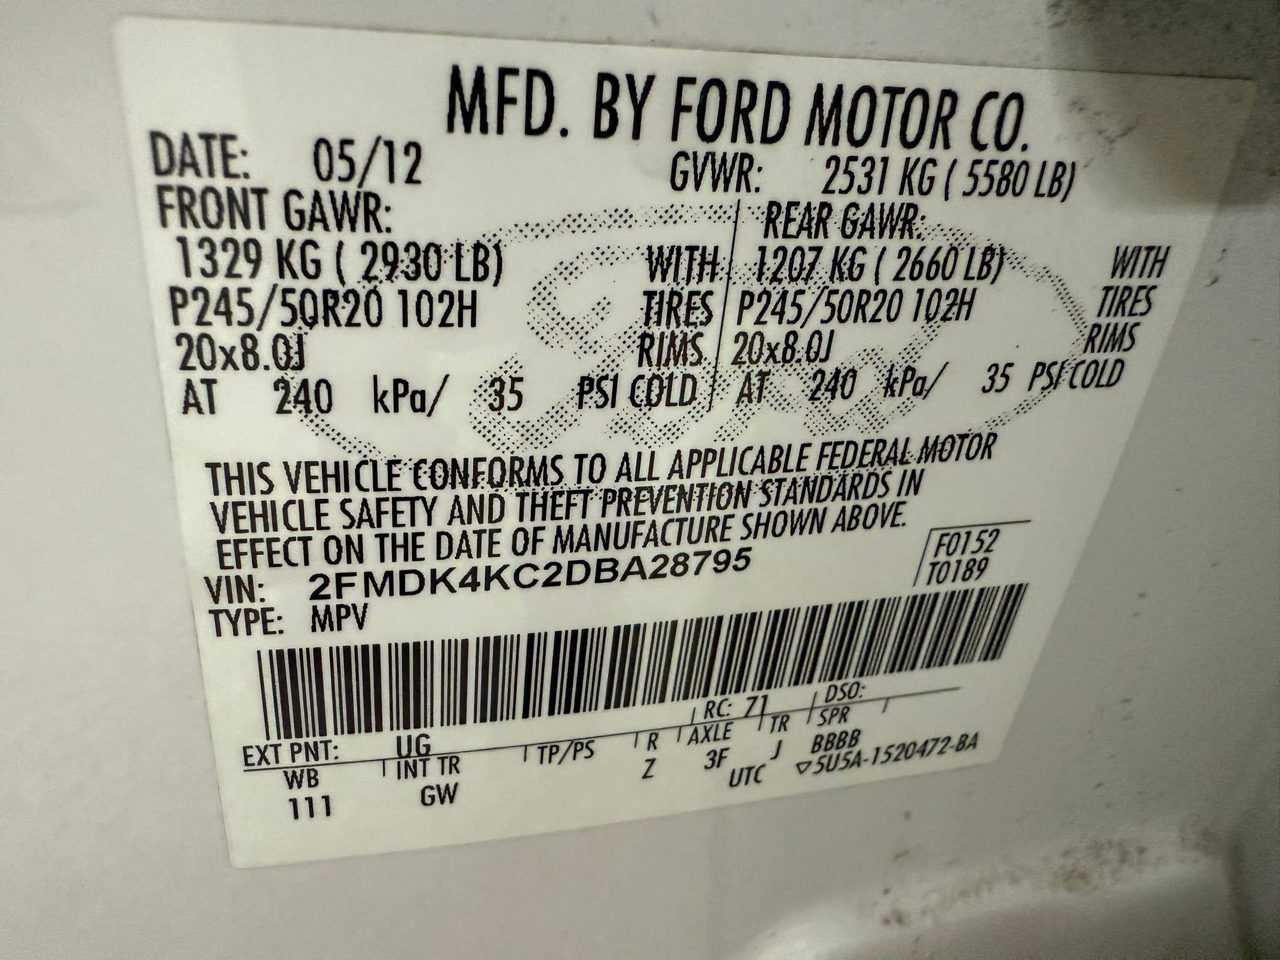 MFD. BY FORD MOTOR CO.
DATE: 05/12 GVWR: 2531 KG ( 5580 LB)
FRONT GAWR: REAR GAWR:
1329 KG ( 2930 LB) WITH 1207 KG ( 2660 LB) WITH
P245/50R20 102H TIRES P245/50R20 102H TIRES
20x8.0J RIMS 20x8.0J RIMS
AT 240 kPa/ 35 PSI COLD AT 240 kPa/ 35 PSI COLD
THIS VEHICLE CONFORMS TO ALL APPLICABLE FEDERAL MOTOR
VEHICLE SAFETY AND THEFT PREVENTION STANDARDS IN
EFFECT ON THE DATE OF MANUFACTURE SHOWN ABOVE.
VIN: 2FMDK4KC2DBA28795 F0152
TYPE: MPV T0189
EXT PNT: UG RC: 71 DSO:
WB INT TR TP/PS R AXLE TR SPR
111 GW Z 3F J BBBB
UTC ▽5U5A-1520472-BA